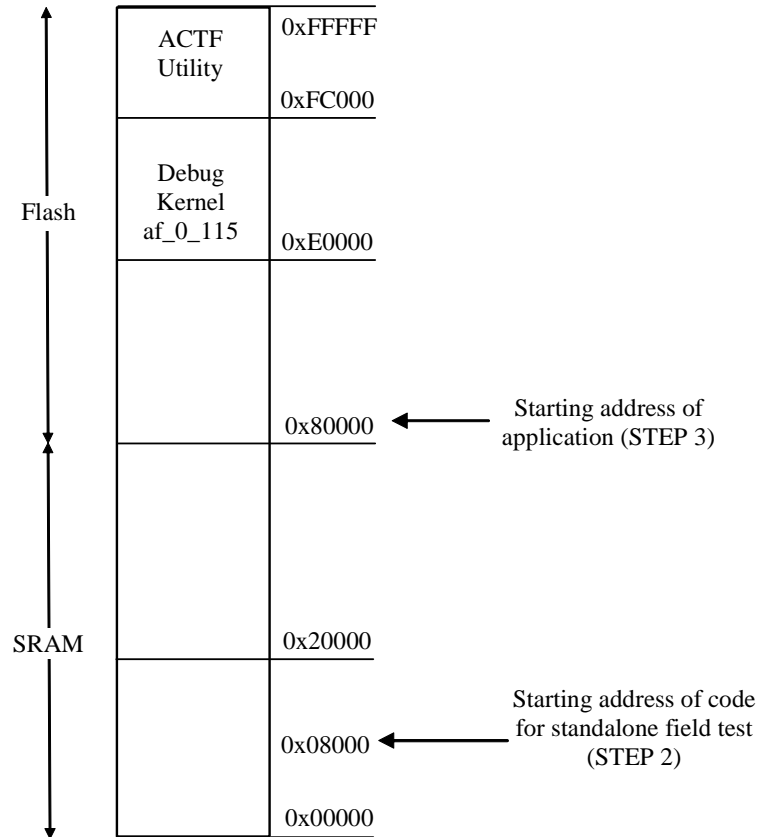 0xFFFFF
ACTF
Utility
0xFC000
Debug
Kernel
af_0_115
Flash
0xE0000
Starting address of
application (STEP 3)
0x80000
SRAM
0x20000
Starting address of code
for standalone field test
(STEP 2)
0x08000
0x00000